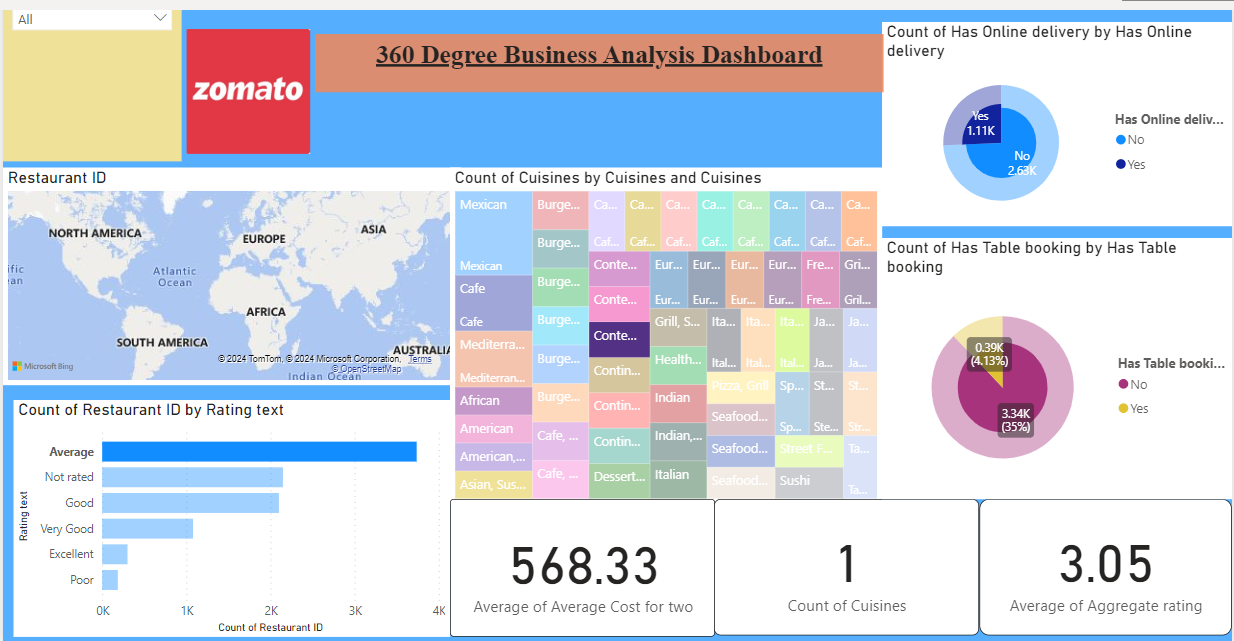 All
zomato
360 Degree Business Analysis Dashboard
Count of Has Online delivery by Has Online
delivery
Yes
1.11K
No
2.63K
Has Online deliv...
No
Yes
Restaurant ID
NORTH AMERICA
EUROPE
ASIA
Atlantic
Ocean
AFRICA
SOUTH AMERICA
AUSTRALIA
Indian Ocean
Microsoft Bing
© 2024 TomTom, © 2024 Microsoft Corporation, Terms
© OpenStreetMap
Count of Cuisines by Cuisines and Cuisines
Mexican
Mexican
Cafe
Cafe
Mediterra...
Mediterran...
African
American
American,...
Asian, Sus...
Burge...
Burge...
Burge...
Burge...
Burge...
Burge...
Cafe, ...
Cafe, ...
Ca... Ca... Ca... Ca... Ca... Ca... Ca... Ca...
Caf... Caf... Caf... Caf... Caf... Caf... Caf... Caf...
Conte...
Conte...
Conte...
Contin...
Contin...
Contin...
Dessert...
Eur... Eur... Eur... Eur... Fre... Gri...
Eur... Eur... Eur... Eur... Fre... Gril...
Grill, S...
Health...
Indian
Indian,...
Italian
Ita... Ita... Ita... Ja... Ja...
Ital... Ital... Ital... Ja... Ja...
Pizza, Grill
Seafood...
Seafood...
Seafood...
Sp... St... St...
Sp... Ste... Str...
Street F...
Sushi
Ta...
Ta...
Count of Has Table booking by Has Table
booking
0.39K
(4.13%)
3.34K
(35%)
Has Table booki...
No
Yes
Count of Restaurant ID by Rating text
Rating text
Average
Not rated
Good
Very Good
Excellent
Poor
0K 1K 2K 3K 4K
Count of Restaurant ID
568.33
Average of Average Cost for two
1
Count of Cuisines
3.05
Average of Aggregate rating